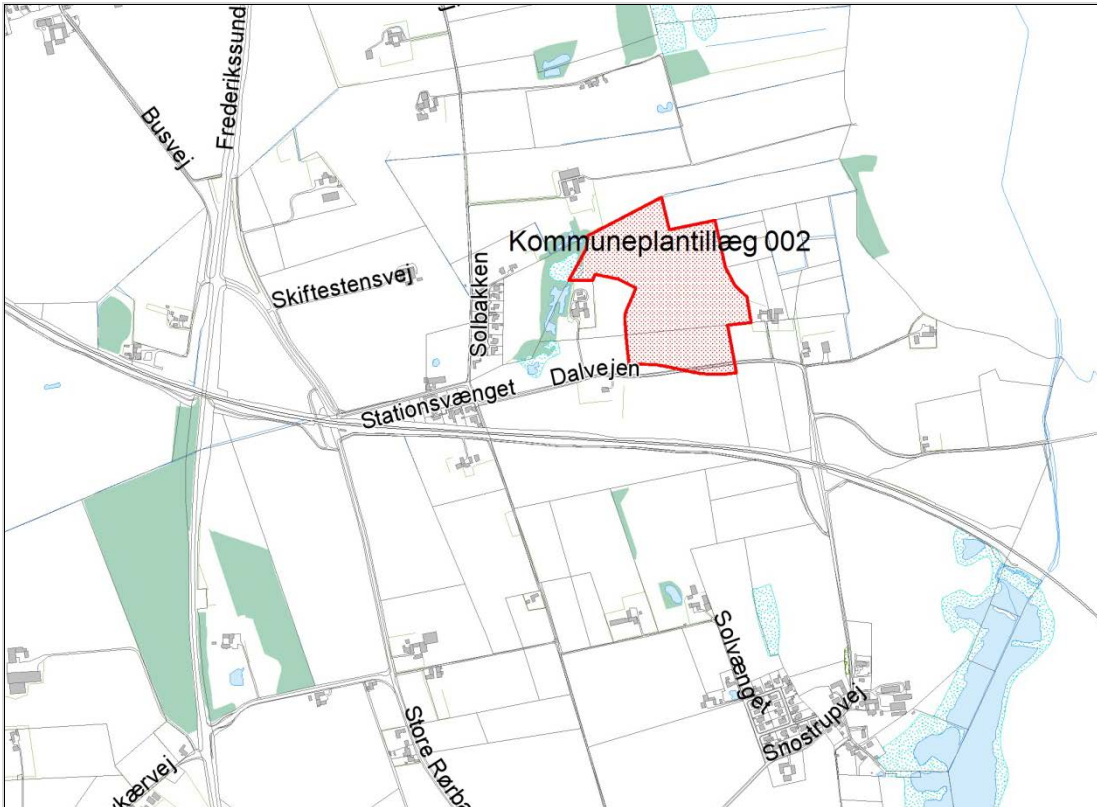 Frederikssund
Busvej
Kommuneplantillæg 002
Skiftestensvej
Solbakken
Dalvejen
Stationsvænget
Solvænget
Snostrupvej
Store Rørba
kærvej